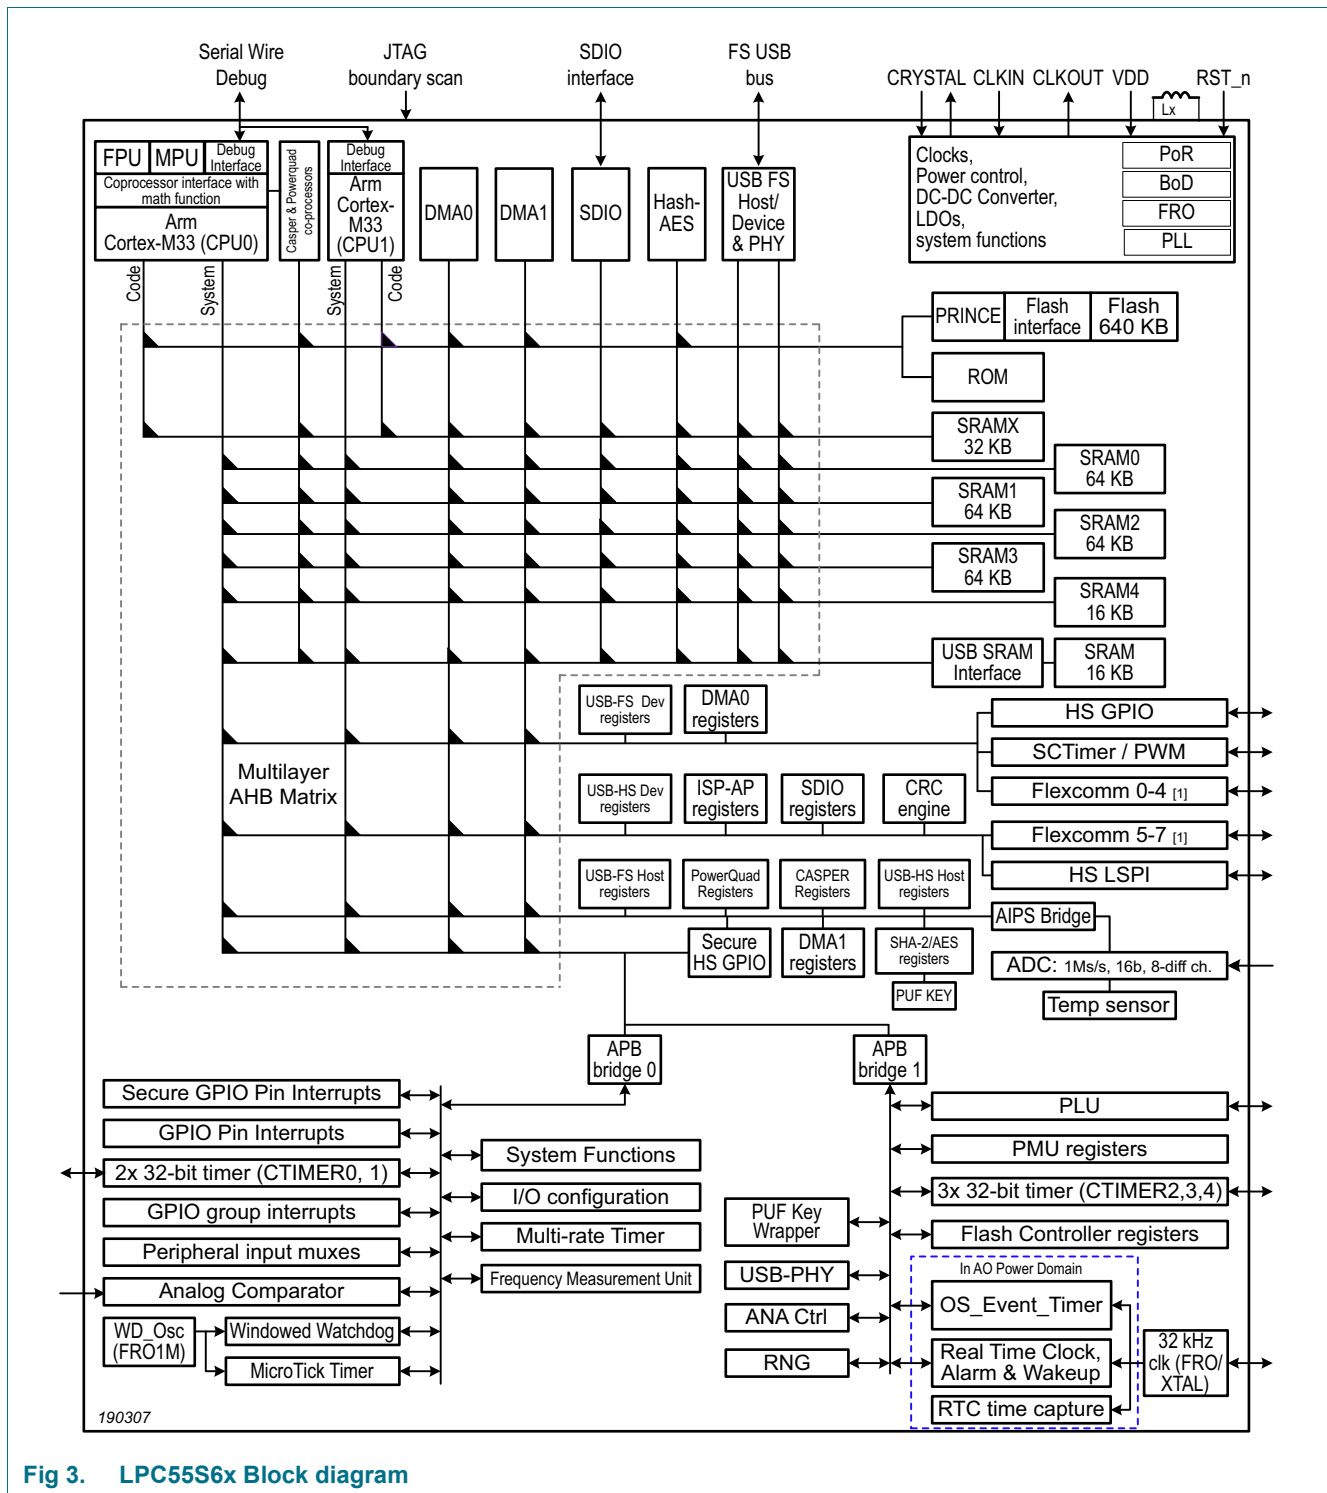 Serial Wire
Debug
JTAG
boundary scan
SDIO
interface
FS USB
bus
CRYSTAL
CLKIN
CLKOUT
VDD
Lx
RST_n
FPU
MPU
Debug
Interface
Coprocessor interface with
math function
Arm
Cortex-M33 (CPU0)
Casper & Powerquad
co-processors
Debug
Interface
Arm
Cortex-
M33
(CPU1)
DMA0
DMA1
SDIO
Hash-
AES
USB FS
Host/
Device
& PHY
Clocks,
Power control,
DC-DC Converter,
LDOs,
system functions
PoR
BoD
FRO
PLL
Code
System
System
Code
PRINCE
Flash
interface
Flash
640 KB
ROM
SRAMX
32 KB
SRAM0
64 KB
SRAM1
64 KB
SRAM2
64 KB
SRAM3
64 KB
SRAM4
16 KB
USB SRAM
Interface
SRAM
16 KB
USB-FS Dev
registers
DMA0
registers
HS GPIO
SCTimer / PWM
Flexcomm 0-4 [1]
Multilayer
AHB Matrix
USB-HS Dev
registers
ISP-AP
registers
SDIO
registers
CRC
engine
Flexcomm 5-7 [1]
HS LSPI
USB-FS Host
registers
PowerQuad
Registers
CASPER
Registers
USB-HS Host
registers
AIPS Bridge
Secure
HS GPIO
DMA1
registers
SHA-2/AES
registers
PUF KEY
ADC: 1Ms/s, 16b, 8-diff ch.
Temp sensor
APB
bridge 0
APB
bridge 1
Secure GPIO Pin Interrupts
GPIO Pin Interrupts
2x 32-bit timer (CTIMER0, 1)
GPIO group interrupts
Peripheral input muxes
Analog Comparator
WD_Osc
(FRO1M)
Windowed Watchdog
MicroTick Timer
System Functions
I/O configuration
Multi-rate Timer
Frequency Measurement Unit
PUF Key
Wrapper
USB-PHY
ANA Ctrl
RNG
PLU
PMU registers
3x 32-bit timer (CTIMER2,3,4)
Flash Controller registers
In AO Power Domain
OS_Event_Timer
Real Time Clock,
Alarm & Wakeup
RTC time capture
32 kHz
clk (FRO/
XTAL)
190307
Fig 3. LPC55S6x Block diagram